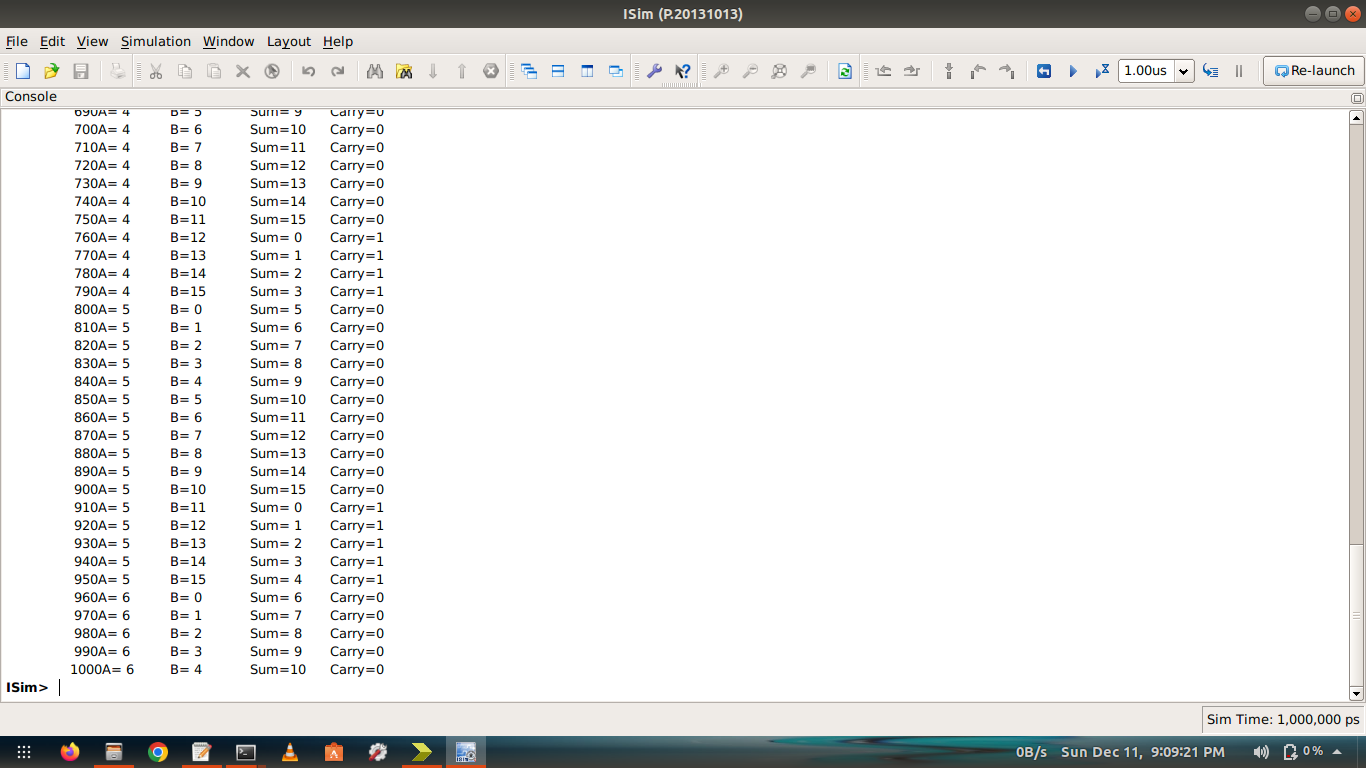 ISim (P.20131013)
File Edit View Simulation Window Layout Help
1.00us Re-launch
Console
690A= 4 B= 5 Sum= 9 Carry=0
700A= 4 B= 6 Sum=10 Carry=0
710A= 4 B= 7 Sum=11 Carry=0
720A= 4 B= 8 Sum=12 Carry=0
730A= 4 B= 9 Sum=13 Carry=0
740A= 4 B=10 Sum=14 Carry=0
750A= 4 B=11 Sum=15 Carry=0
760A= 4 B=12 Sum= 0 Carry=1
770A= 4 B=13 Sum= 1 Carry=1
780A= 4 B=14 Sum= 2 Carry=1
790A= 4 B=15 Sum= 3 Carry=1
800A= 5 B= 0 Sum= 5 Carry=0
810A= 5 B= 1 Sum= 6 Carry=0
820A= 5 B= 2 Sum= 7 Carry=0
830A= 5 B= 3 Sum= 8 Carry=0
840A= 5 B= 4 Sum= 9 Carry=0
850A= 5 B= 5 Sum=10 Carry=0
860A= 5 B= 6 Sum=11 Carry=0
870A= 5 B= 7 Sum=12 Carry=0
880A= 5 B= 8 Sum=13 Carry=0
890A= 5 B= 9 Sum=14 Carry=0
900A= 5 B=10 Sum=15 Carry=0
910A= 5 B=11 Sum= 0 Carry=1
920A= 5 B=12 Sum= 1 Carry=1
930A= 5 B=13 Sum= 2 Carry=1
940A= 5 B=14 Sum= 3 Carry=1
950A= 5 B=15 Sum= 4 Carry=1
960A= 6 B= 0 Sum= 6 Carry=0
970A= 6 B= 1 Sum= 7 Carry=0
980A= 6 B= 2 Sum= 8 Carry=0
990A= 6 B= 3 Sum= 9 Carry=0
1000A= 6 B= 4 Sum=10 Carry=0
ISim>
Sim Time: 1,000,000 ps
0B/s Sun Dec 11, 9:09:21 PM 0 %